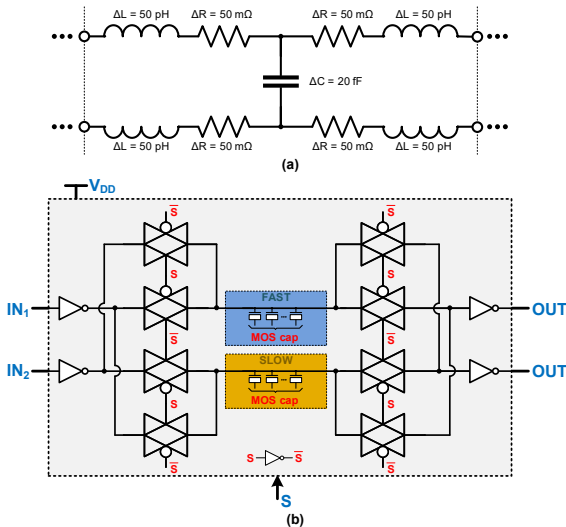 ΔL = 50 pH ΔR = 50 mΩ ΔR = 50 mΩ ΔL = 50 pH
ΔC = 20 fF
ΔL = 50 pH ΔR = 50 mΩ ΔR = 50 mΩ ΔL = 50 pH
(a)
V_DD
S̅ S̅
S S
IN₁ FAST OUT
MOS cap
S̅ S̅
IN₂ SLOW OUT
MOS cap
S S
S S̅
S̅ S̅
S
(b)